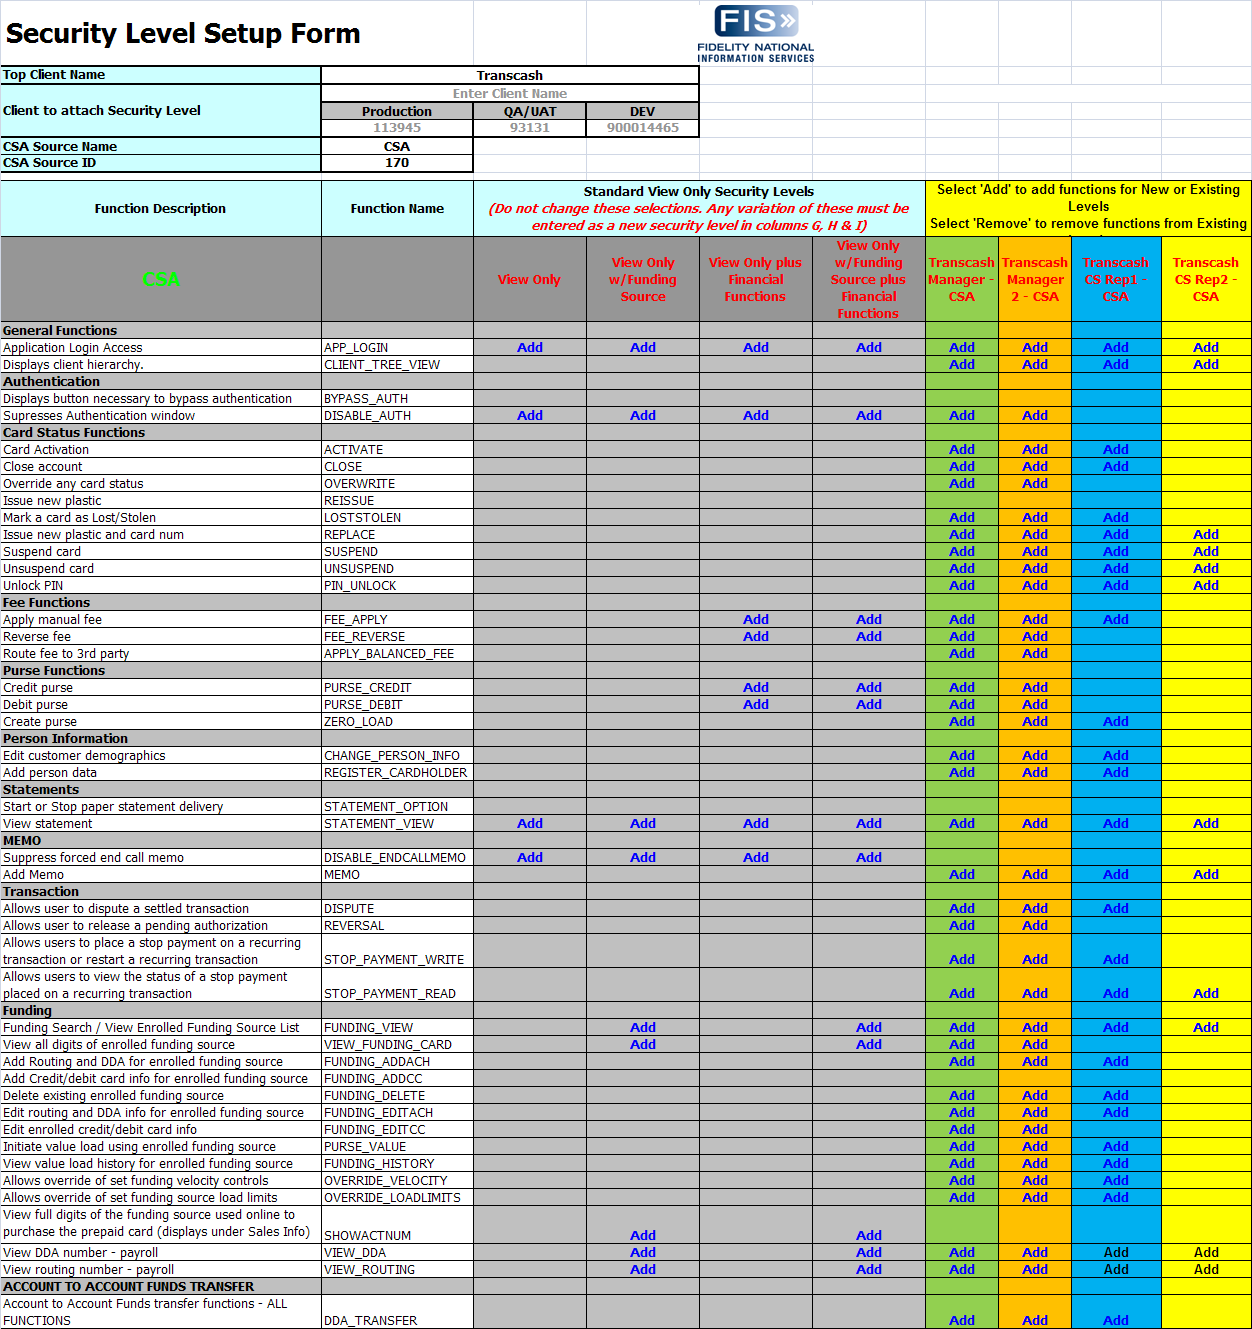 Security Level Setup Form
FIS
FIDELITY NATIONAL
INFORMATION SERVICES
Top Client Name Transcash
Enter Client Name
Client to attach Security Level
Production QA/UAT DEV
113945 93131 900014465
CSA Source Name CSA
CSA Source ID 170
Function Description Function Name
Standard View Only Security Levels
(Do not change these selections. Any variation of these must be
entered as a new security level in columns G, H & I)
Select 'Add' to add functions for New or Existing
Levels
Select 'Remove' to remove functions from Existing
CSA
View Only
View Only
w/Funding
Source
View Only plus
Financial
Functions
View Only
w/Funding
Source plus
Financial
Functions
Transcash
Manager -
CSA
Transcash
Manager
2 - CSA
Transcash
CS Rep1 -
CSA
Transcash
CS Rep2 -
CSA
General Functions
Application Login Access APP_LOGIN Add Add Add Add Add Add Add Add
Displays client hierarchy. CLIENT_TREE_VIEW Add Add Add Add
Authentication
Displays button necessary to bypass authentication BYPASS_AUTH
Supresses Authentication window DISABLE_AUTH Add Add Add Add Add Add
Card Status Functions
Card Activation ACTIVATE Add Add Add
Close account CLOSE Add Add Add
Override any card status OVERWRITE Add Add
Issue new plastic REISSUE
Mark a card as Lost/Stolen LOSTSTOLEN Add Add Add
Issue new plastic and card num REPLACE Add Add Add Add
Suspend card SUSPEND Add Add Add Add
Unsuspend card UNSUSPEND Add Add Add Add
Unlock PIN PIN_UNLOCK Add Add Add Add
Fee Functions
Apply manual fee FEE_APPLY Add Add Add Add Add
Reverse fee FEE_REVERSE Add Add Add Add
Route fee to 3rd party APPLY_BALANCED_FEE Add Add
Purse Functions
Credit purse PURSE_CREDIT Add Add Add Add
Debit purse PURSE_DEBIT Add Add Add Add
Create purse ZERO_LOAD Add Add Add
Person Information
Edit customer demographics CHANGE_PERSON_INFO Add Add Add
Add person data REGISTER_CARDHOLDER Add Add Add
Statements
Start or Stop paper statement delivery STATEMENT_OPTION
View statement STATEMENT_VIEW Add Add Add Add Add Add Add Add
MEMO
Suppress forced end call memo DISABLE_ENDCALLMEMO Add Add Add Add
Add Memo MEMO Add Add Add Add
Transaction
Allows user to dispute a settled transaction DISPUTE Add Add Add
Allows user to release a pending authorization REVERSAL Add Add
Allows users to place a stop payment on a recurring
transaction or restart a recurring transaction STOP_PAYMENT_WRITE Add Add Add
Allows users to view the status of a stop payment
placed on a recurring transaction STOP_PAYMENT_READ Add Add Add Add
Funding
Funding Search / View Enrolled Funding Source List FUNDING_VIEW Add Add Add Add Add Add
View all digits of enrolled funding source VIEW_FUNDING_CARD Add Add Add Add
Add Routing and DDA for enrolled funding source FUNDING_ADDACH Add Add Add
Add Credit/debit card info for enrolled funding source FUNDING_ADDCC
Delete existing enrolled funding source FUNDING_DELETE Add Add Add
Edit routing and DDA info for enrolled funding source FUNDING_EDITACH Add Add Add
Edit enrolled credit/debit card info FUNDING_EDITCC Add Add
Initiate value load using enrolled funding source PURSE_VALUE Add Add Add
View value load history for enrolled funding source FUNDING_HISTORY Add Add Add
Allows override of set funding velocity controls OVERRIDE_VELOCITY Add Add Add
Allows override of set funding source load limits OVERRIDE_LOADLIMITS Add Add Add
View full digits of the funding source used online to
purchase the prepaid card (displays under Sales Info) SHOWACTNUM Add Add
View DDA number - payroll VIEW_DDA Add Add Add Add Add Add
View routing number - payroll VIEW_ROUTING Add Add Add Add Add Add
ACCOUNT TO ACCOUNT FUNDS TRANSFER
Account to Account Funds transfer functions - ALL
FUNCTIONS DDA_TRANSFER Add Add Add